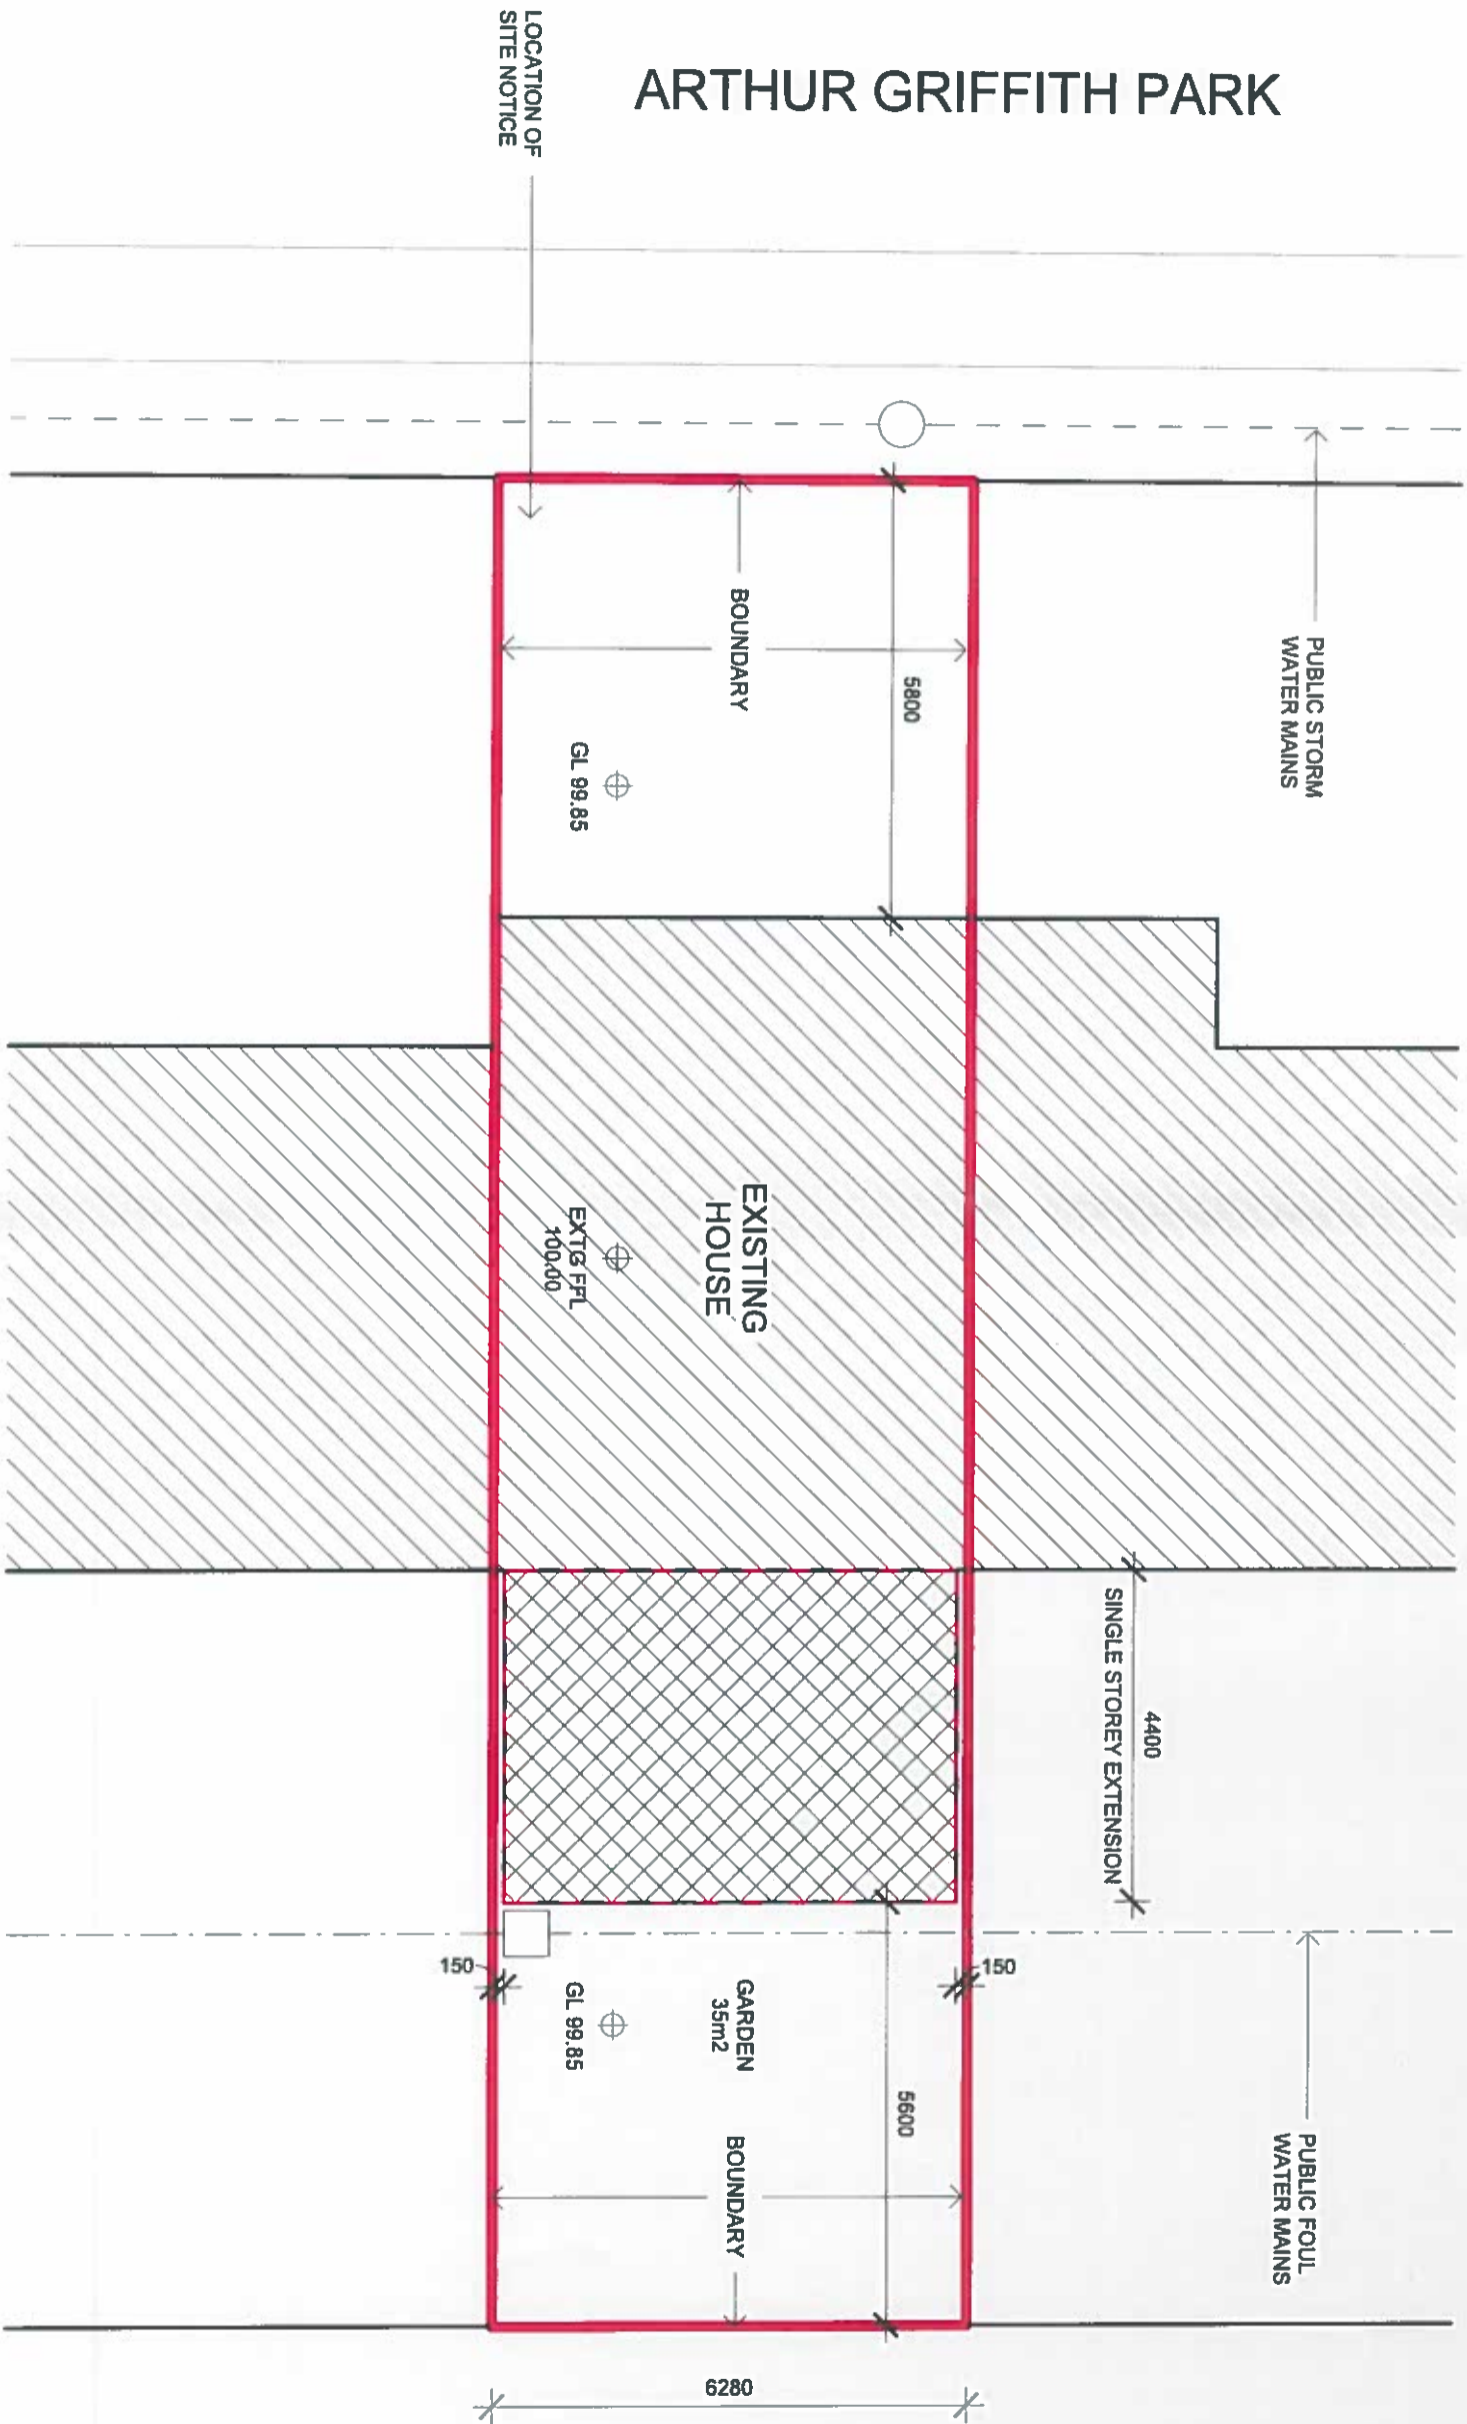 ARTHUR GRIFFITH PARK
LOCATION OF
SITE NOTICE
PUBLIC STORM
WATER MAINS
BOUNDARY
5800
GL 99.85
EXISTING
HOUSE
EXTG FFL
100.00
4400
SINGLE STOREY EXTENSION
150
150
GARDEN
35m2
GL 99.85
5600
BOUNDARY
PUBLIC FOUL
WATER MAINS
6280